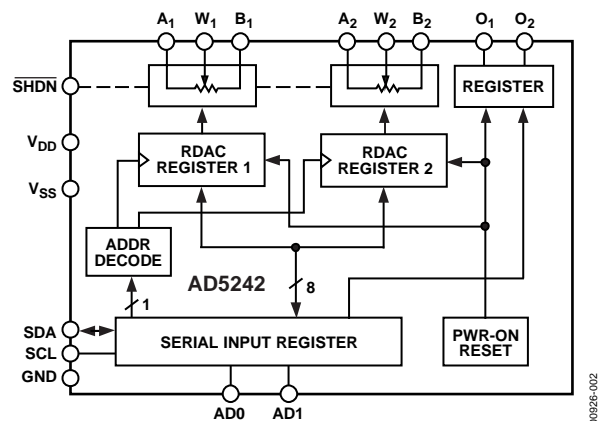 A1 W1 B1 A2 W2 B2 O1 O2
SHDN
REGISTER
VDD
RDAC
REGISTER 1
RDAC
REGISTER 2
VSS
ADDR
DECODE
AD5242
8
1
SDA
SCL
GND
SERIAL INPUT REGISTER
PWR-ON
RESET
AD0 AD1
00926-002